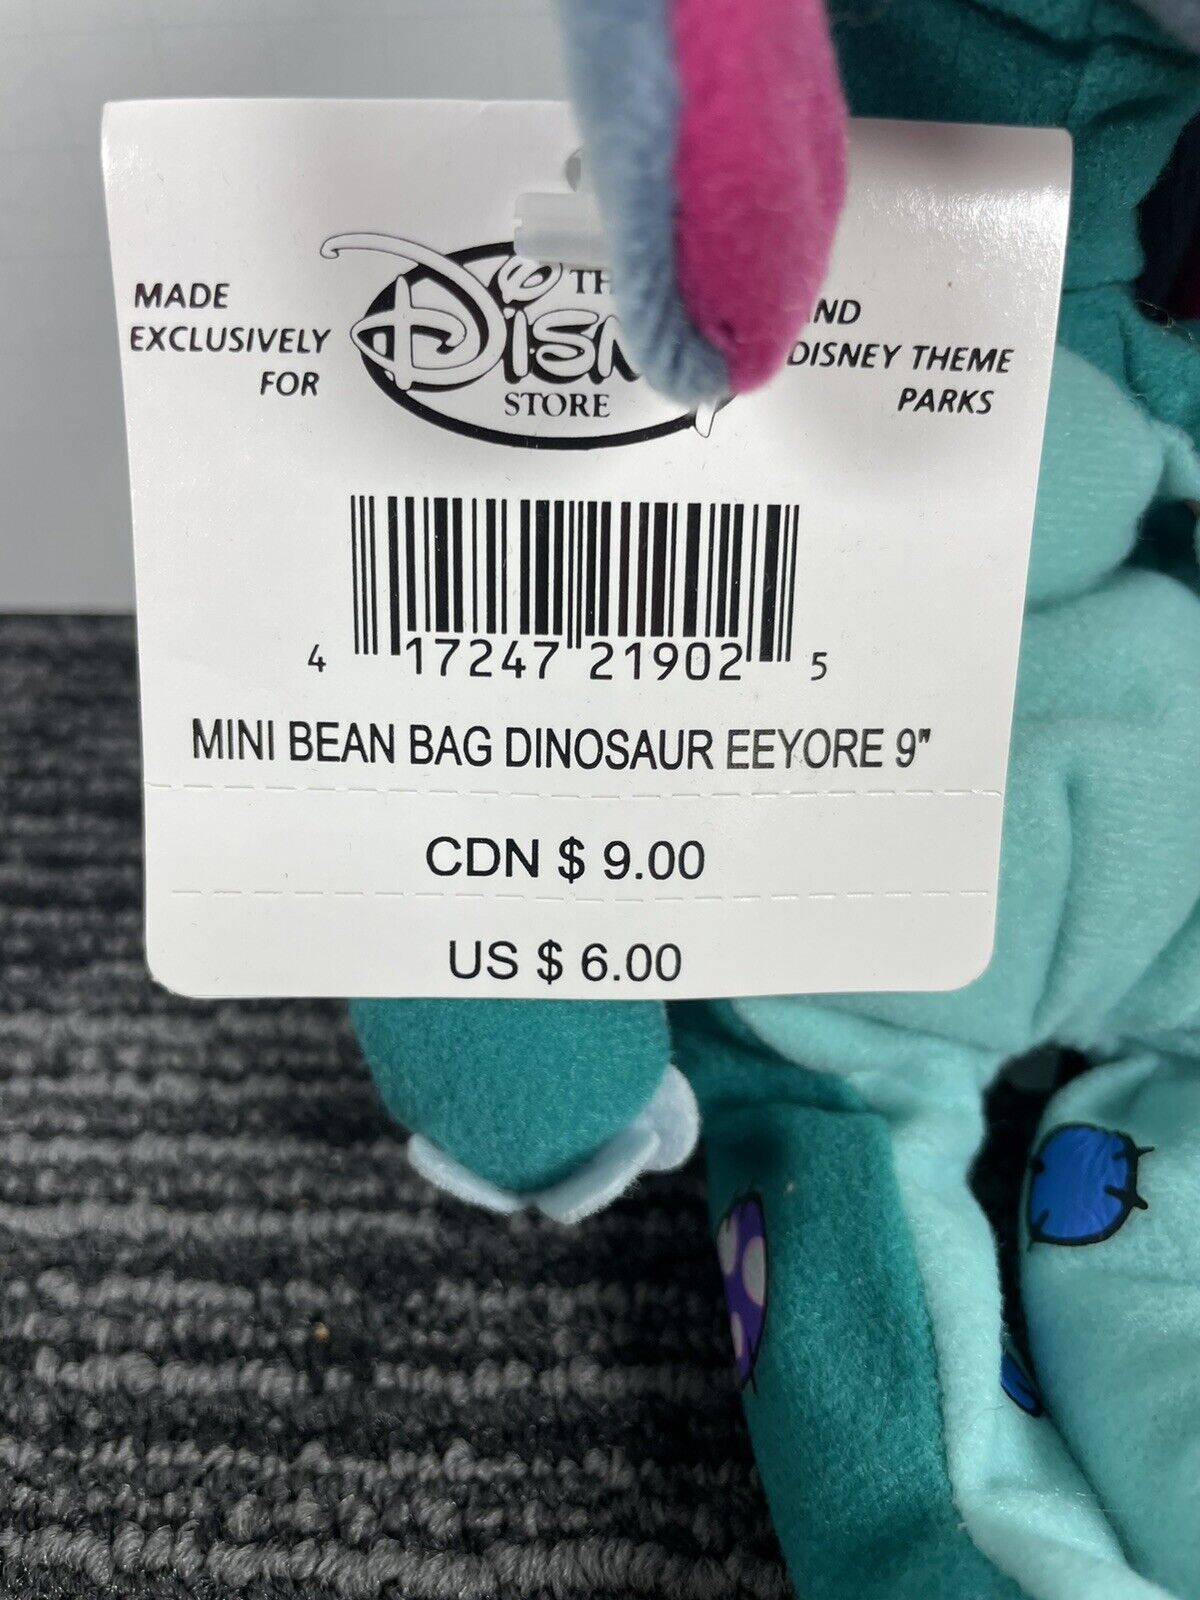 MADE
EXCLUSIVELY
FOR
STORE
DISNEY THEME
PARKS
4 17247 21902 5
MINI BEAN BAG DINOSAUR EEYORE 9"
CDN $ 9.00
US $ 6.00